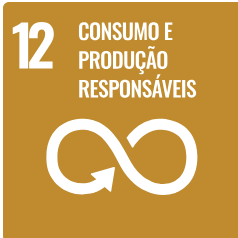 12
CONSUMO E
PRODUÇÃO
RESPONSÁVEIS